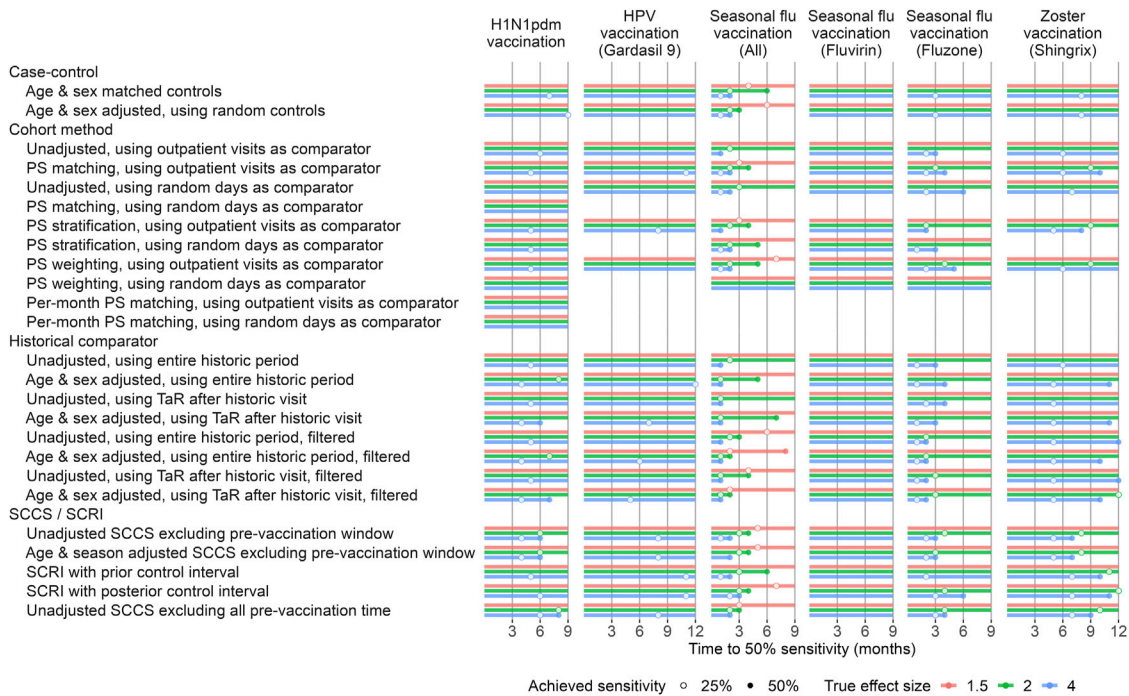 H1N1pdm
vaccination
HPV
vaccination
(Gardasil 9)
Seasonal flu
vaccination
(All)
Seasonal flu
vaccination
(Fluvirin)
Seasonal flu
vaccination
(Fluzone)
Zoster
vaccination
(Shingrix)
Case-control
Age & sex matched controls
Age & sex adjusted, using random controls
Cohort method
Unadjusted, using outpatient visits as comparator
PS matching, using outpatient visits as comparator
Unadjusted, using random days as comparator
PS matching, using random days as comparator
PS stratification, using outpatient visits as comparator
PS stratification, using random days as comparator
PS weighting, using outpatient visits as comparator
PS weighting, using random days as comparator
Per-month PS matching, using outpatient visits as comparator
Per-month PS matching, using random days as comparator
Historical comparator
Unadjusted, using entire historic period
Age & sex adjusted, using entire historic period
Unadjusted, using TaR after historic visit
Age & sex adjusted, using TaR after historic visit
Unadjusted, using entire historic period, filtered
Age & sex adjusted, using entire historic period, filtered
Unadjusted, using TaR after historic visit, filtered
Age & sex adjusted, using TaR after historic visit, filtered
SCCS / SCRI
Unadjusted SCCS excluding pre-vaccination window
Age & season adjusted SCCS excluding pre-vaccination window
SCRI with prior control interval
SCRI with posterior control interval
Unadjusted SCCS excluding all pre-vaccination time
3 6 9 3 6 9 12 3 6 9 3 6 9 3 6 9 3 6 9 12
Time to 50% sensitivity (months)
Achieved sensitivity 25% 50% True effect size 1.5 2 4